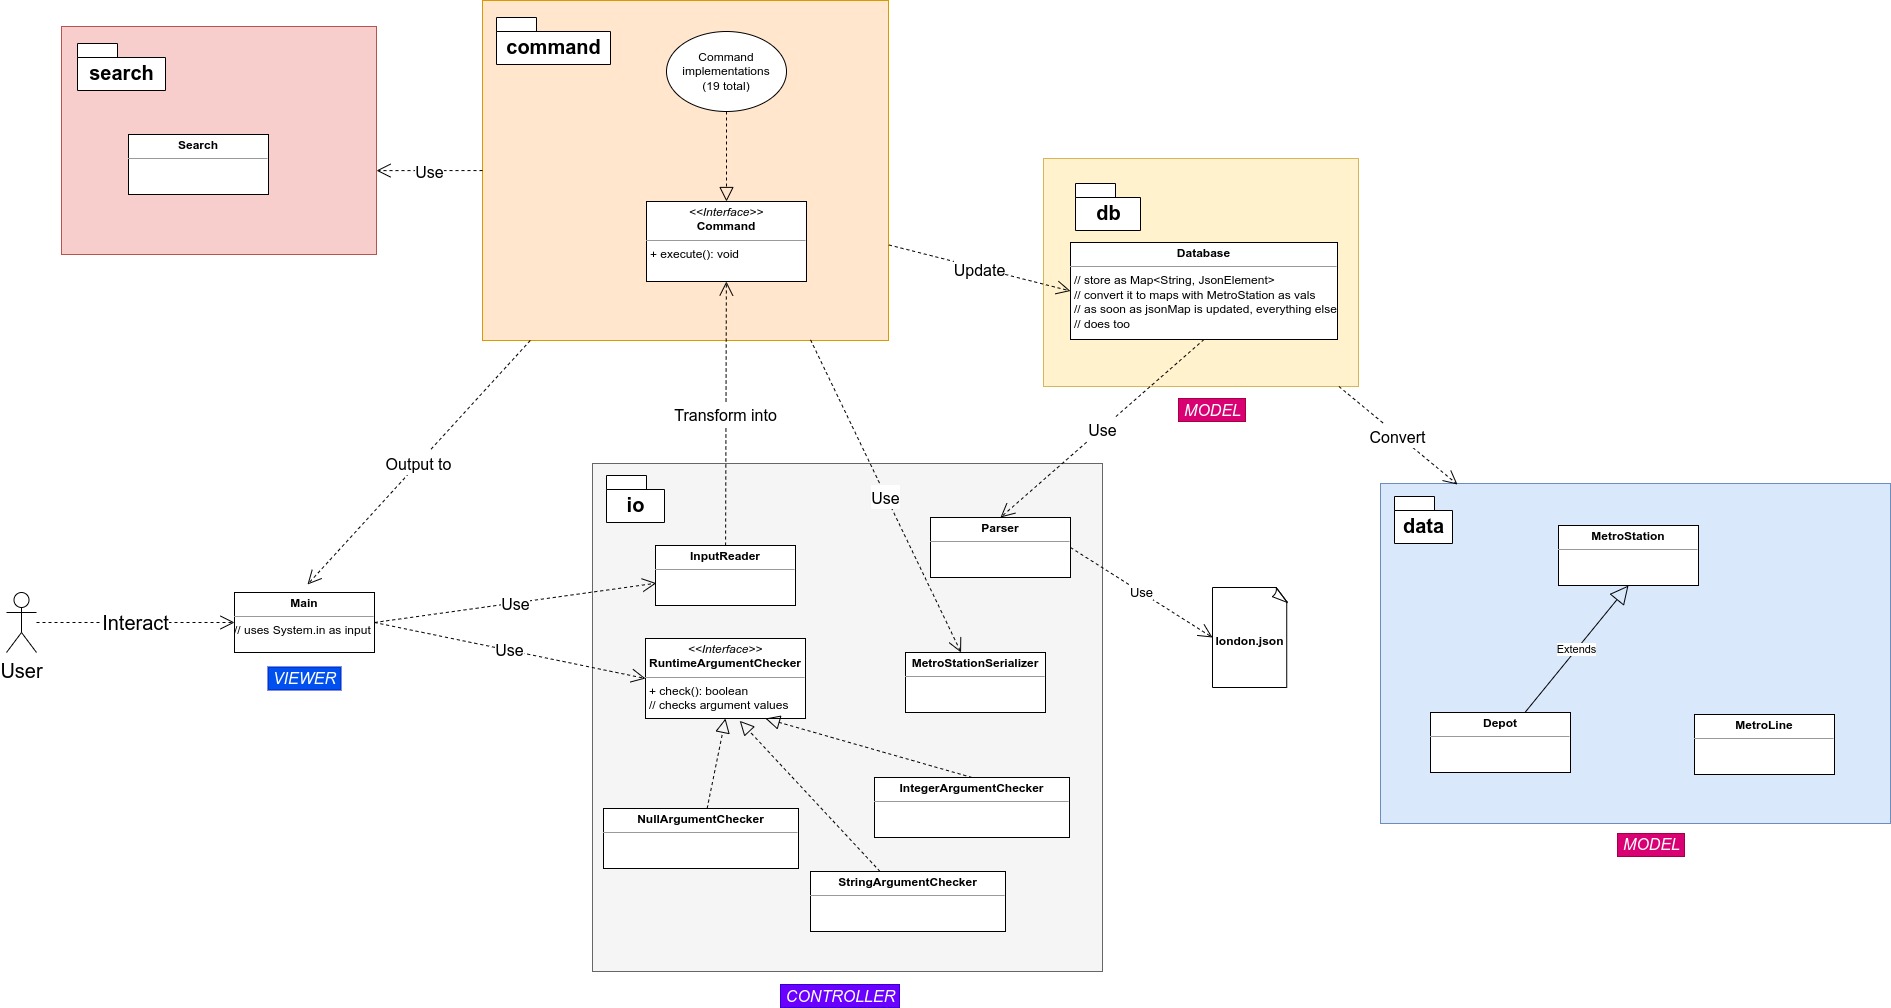 search
Search
Use
command
Command
implementations
(19 total)
<<Interface>>
Command
+ execute(): void
Update
db
Database
// store as Map<String, JsonElement>
// convert it to maps with MetroStation as vals
// as soon as jsonMap is updated, everything else
// does too
MODEL
Output to
Transform into
Use
Use
Convert
User
Interact
Main
// uses System.in as input
VIEWER
Use
Use
io
InputReader
Parser
<<Interface>>
RuntimeArgumentChecker
+ check(): boolean
// checks argument values
MetroStationSerializer
NullArgumentChecker
IntegerArgumentChecker
StringArgumentChecker
CONTROLLER
Use
london.json
data
MetroStation
Extends
Depot
MetroLine
MODEL